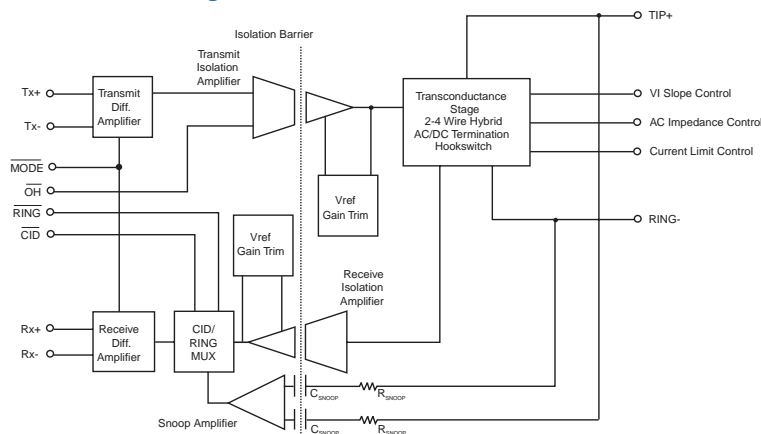 Isolation Barrier
Transmit
Isolation
Amplifier
TIP+
Tx+
Tx-
Transmit
Diff.
Amplifier
Transconductance
Stage
2-4 Wire Hybrid
AC/DC Termination
Hookswitch
VI Slope Control
AC Impedance Control
Current Limit Control
MODE
OH
RING
CID
Vref
Gain Trim
Vref
Gain Trim
RING-
Receive
Isolation
Amplifier
Rx+
Rx-
Receive
Diff.
Amplifier
CID/
RING
MUX
CSNOOP
RSNOOP
Snoop Amplifier
CSNOOP
RSNOOP